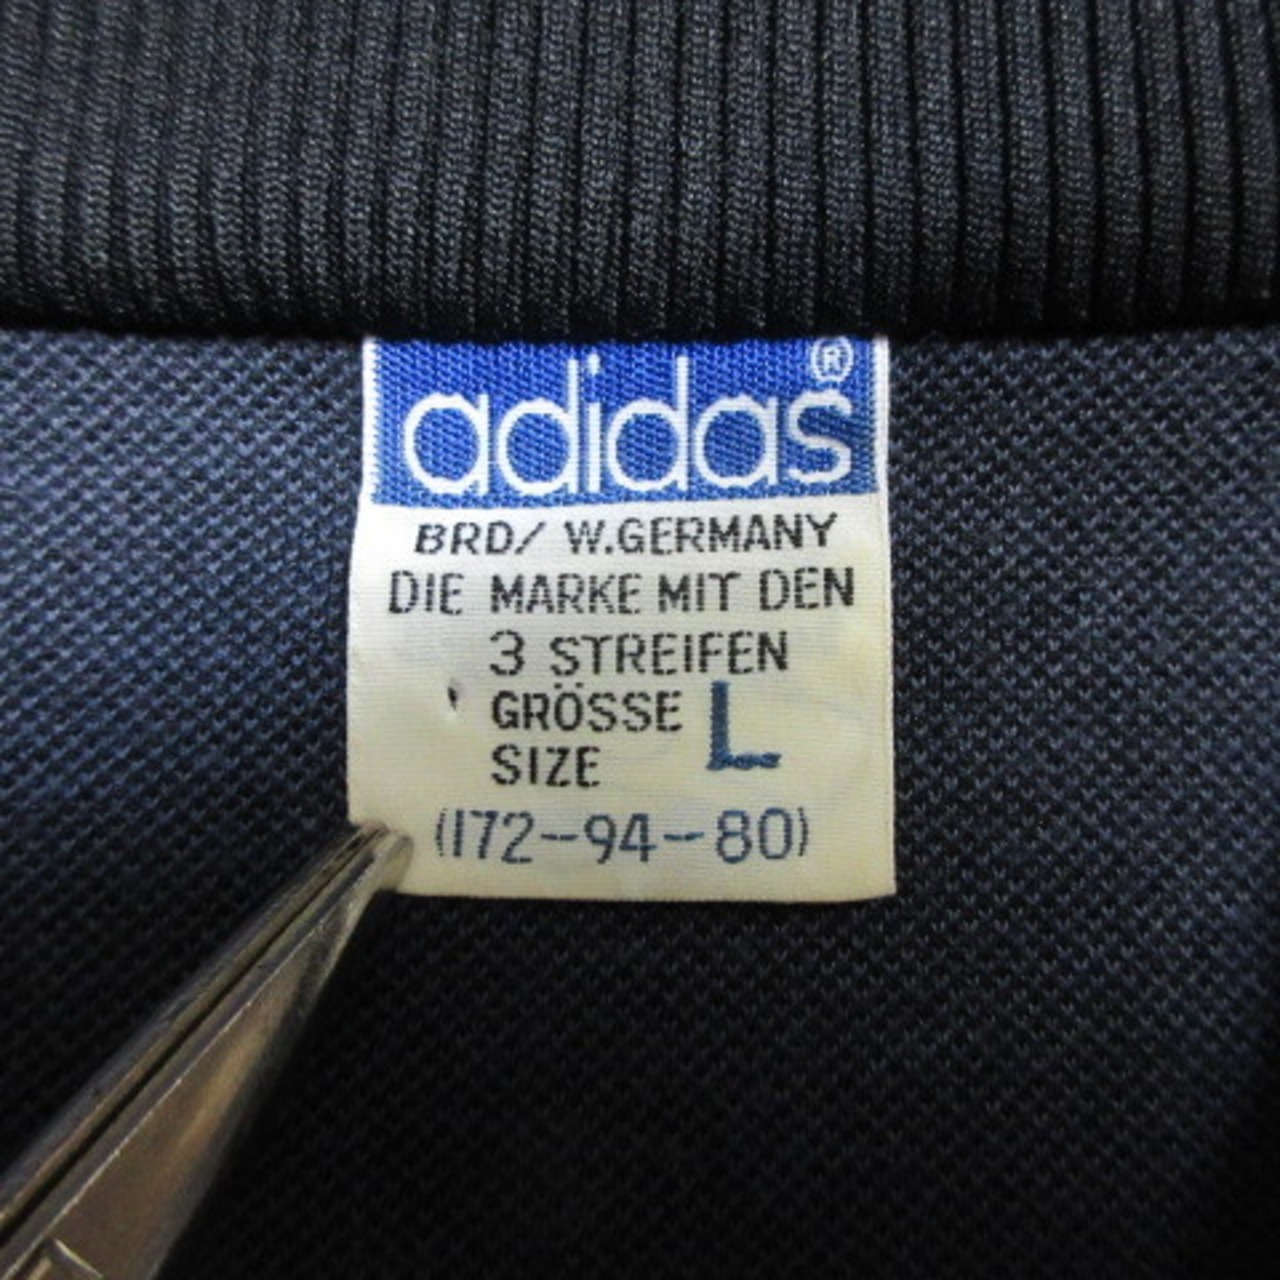 adidas®
BRD/ W.GERMANY
DIE MARKE MIT DEN
3 STREIFEN
GRÖSSE L
SIZE
(172-94-80)